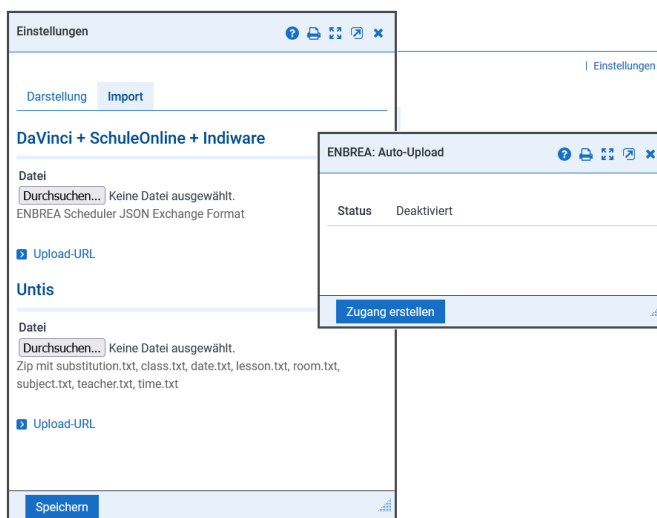 Einstellungen
| Einstellungen
Darstellung
Import
DaVinci + SchuleOnline + Indiware
Datei
Durchsuchen... Keine Datei ausgewählt.
ENBREA Scheduler JSON Exchange Format
Upload-URL
Untis
Datei
Durchsuchen... Keine Datei ausgewählt.
Zip mit substitution.txt, class.txt, date.txt, lesson.txt, room.txt,
subject.txt, teacher.txt, time.txt
Upload-URL
Speichern
ENBREA: Auto-Upload
Status Deaktiviert
Zugang erstellen